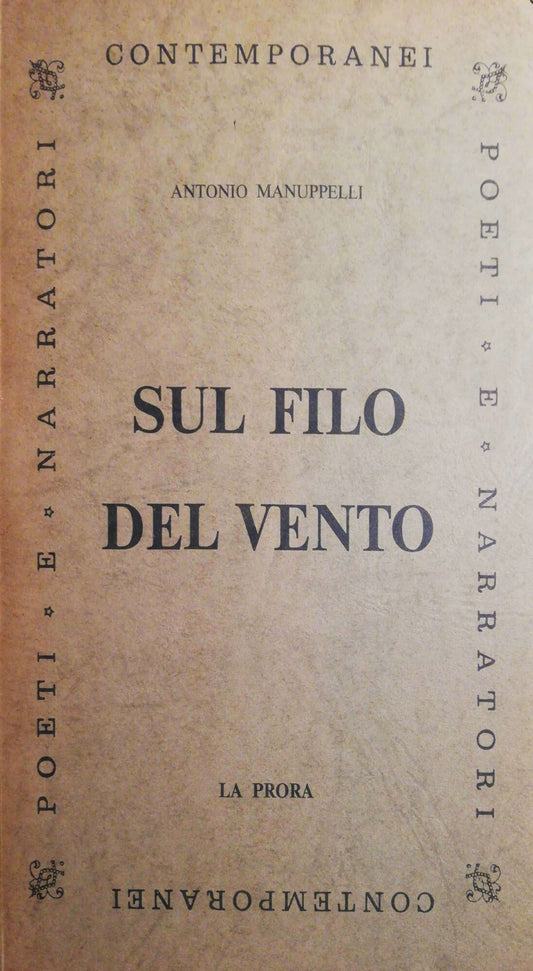 CONTEMPORANEI
ANTONIO MANUPPELLI
SUL FILO
DEL VENTO
LA PRORA
CONTEMPORANEI
POETI ☆ E ☆ NARRATORI
POETI ☆ E ☆ NARRATORI